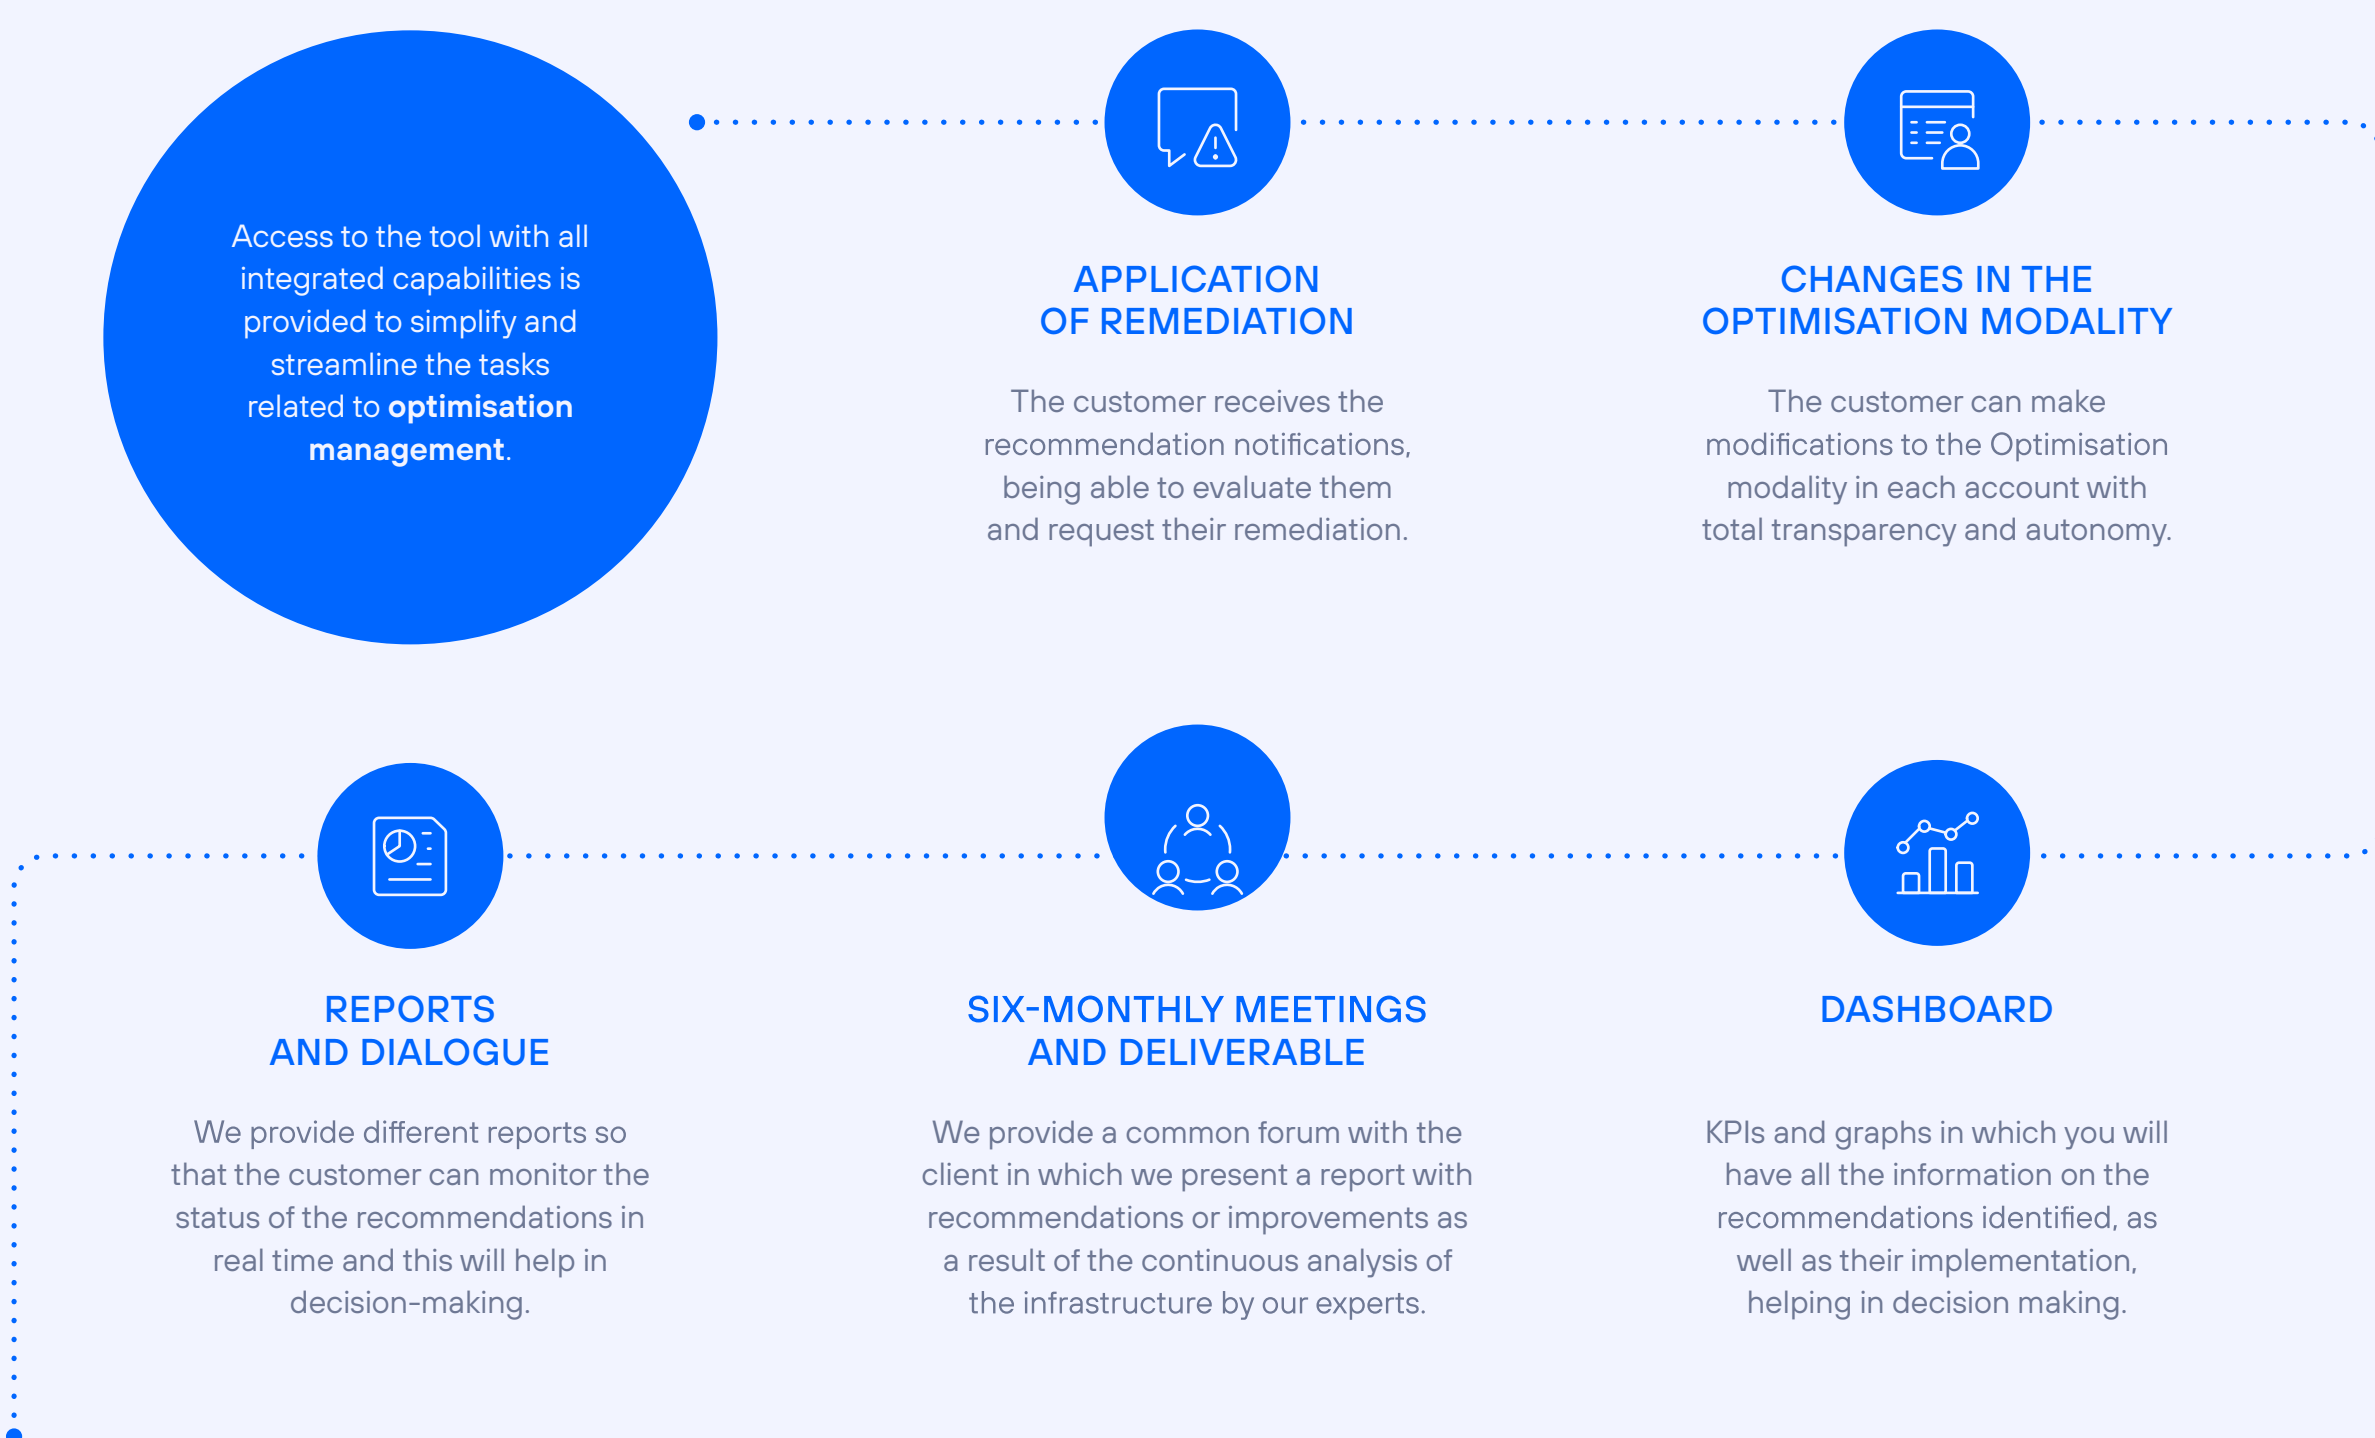 Access to the tool with all
integrated capabilities is
provided to simplify and
streamline the tasks
related to optimisation
management.
APPLICATION
OF REMEDIATION
The customer receives the
recommendation notifications,
being able to evaluate them
and request their remediation.
CHANGES IN THE
OPTIMISATION MODALITY
The customer can make
modifications to the Optimisation
modality in each account with
total transparency and autonomy.
REPORTS
AND DIALOGUE
We provide different reports so
that the customer can monitor the
status of the recommendations in
real time and this will help in
decision-making.
SIX-MONTHLY MEETINGS
AND DELIVERABLE
We provide a common forum with the
client in which we present a report with
recommendations or improvements as
a result of the continuous analysis of
the infrastructure by our experts.
DASHBOARD
KPIs and graphs in which you will
have all the information on the
recommendations identified, as
well as their implementation,
helping in decision making.